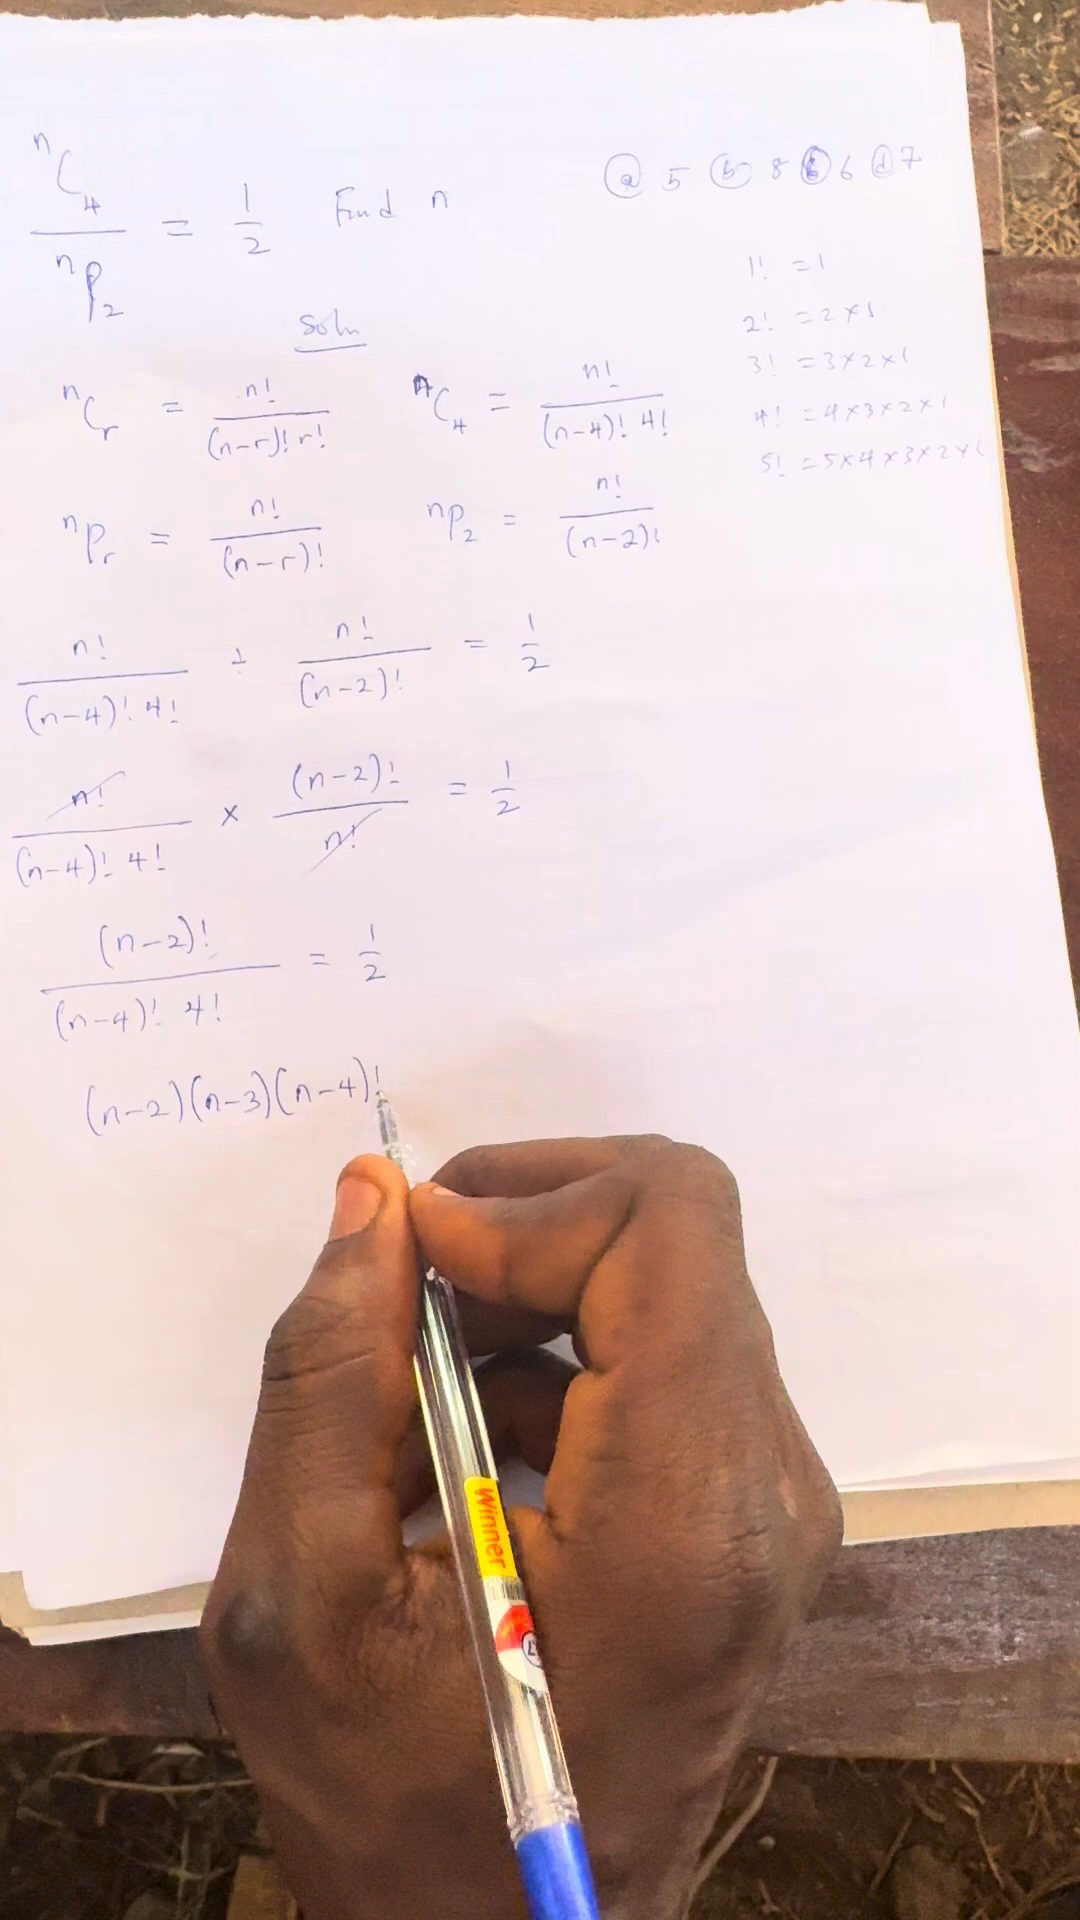 ⁿC₄ / ⁿP₂ = 1/2 Find n
ⓐ 5 ⓑ 8 ⓒ 6 ⓓ 7
1! = 1
2! = 2×1
3! = 3×2×1
4! = 4×3×2×1
5! = 5×4×3×2×1
Soln
ⁿCᵣ = n! / (n-r)! r! ⁿC₄ = n! / (n-4)! 4!
ⁿPᵣ = n! / (n-r)! ⁿP₂ = n! / (n-2)!
n! / (n-4)! 4! ÷ n! / (n-2)! = 1/2
n! / (n-4)! 4! × (n-2)! / n! = 1/2
(n-2)! / (n-4)! 4! = 1/2
(n-2)(n-3)(n-4)!
Winner